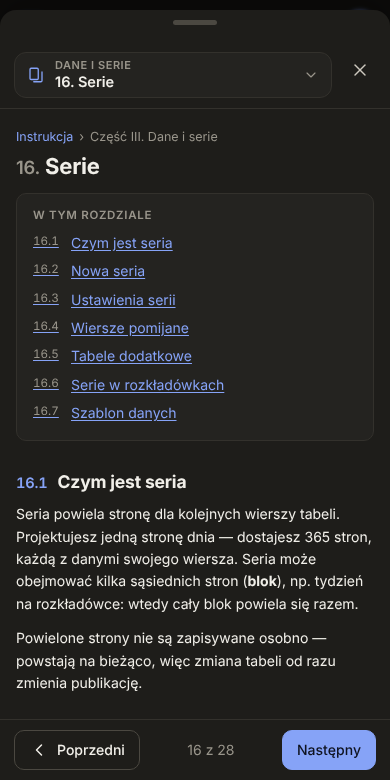 DANE I SERIE
16. Serie
Instrukcja › Część III. Dane i serie
16. Serie
W TYM ROZDZIALE
16.1 Czym jest seria
16.2 Nowa seria
16.3 Ustawienia serii
16.4 Wiersze pomijane
16.5 Tabele dodatkowe
16.6 Serie w rozkładówkach
16.7 Szablon danych
16.1 Czym jest seria
Seria powiela stronę dla kolejnych wierszy tabeli.
Projektujesz jedną stronę dnia — dostajesz 365 stron,
każdą z danymi swojego wiersza. Seria może
obejmować kilka sąsiednich stron (blok), np. tydzień
na rozkładówce: wtedy cały blok powiela się razem.
Powielone strony nie są zapisywane osobno —
powstają na bieżąco, więc zmiana tabeli od razu
zmienia publikację.
Poprzedni
16 z 28
Następny